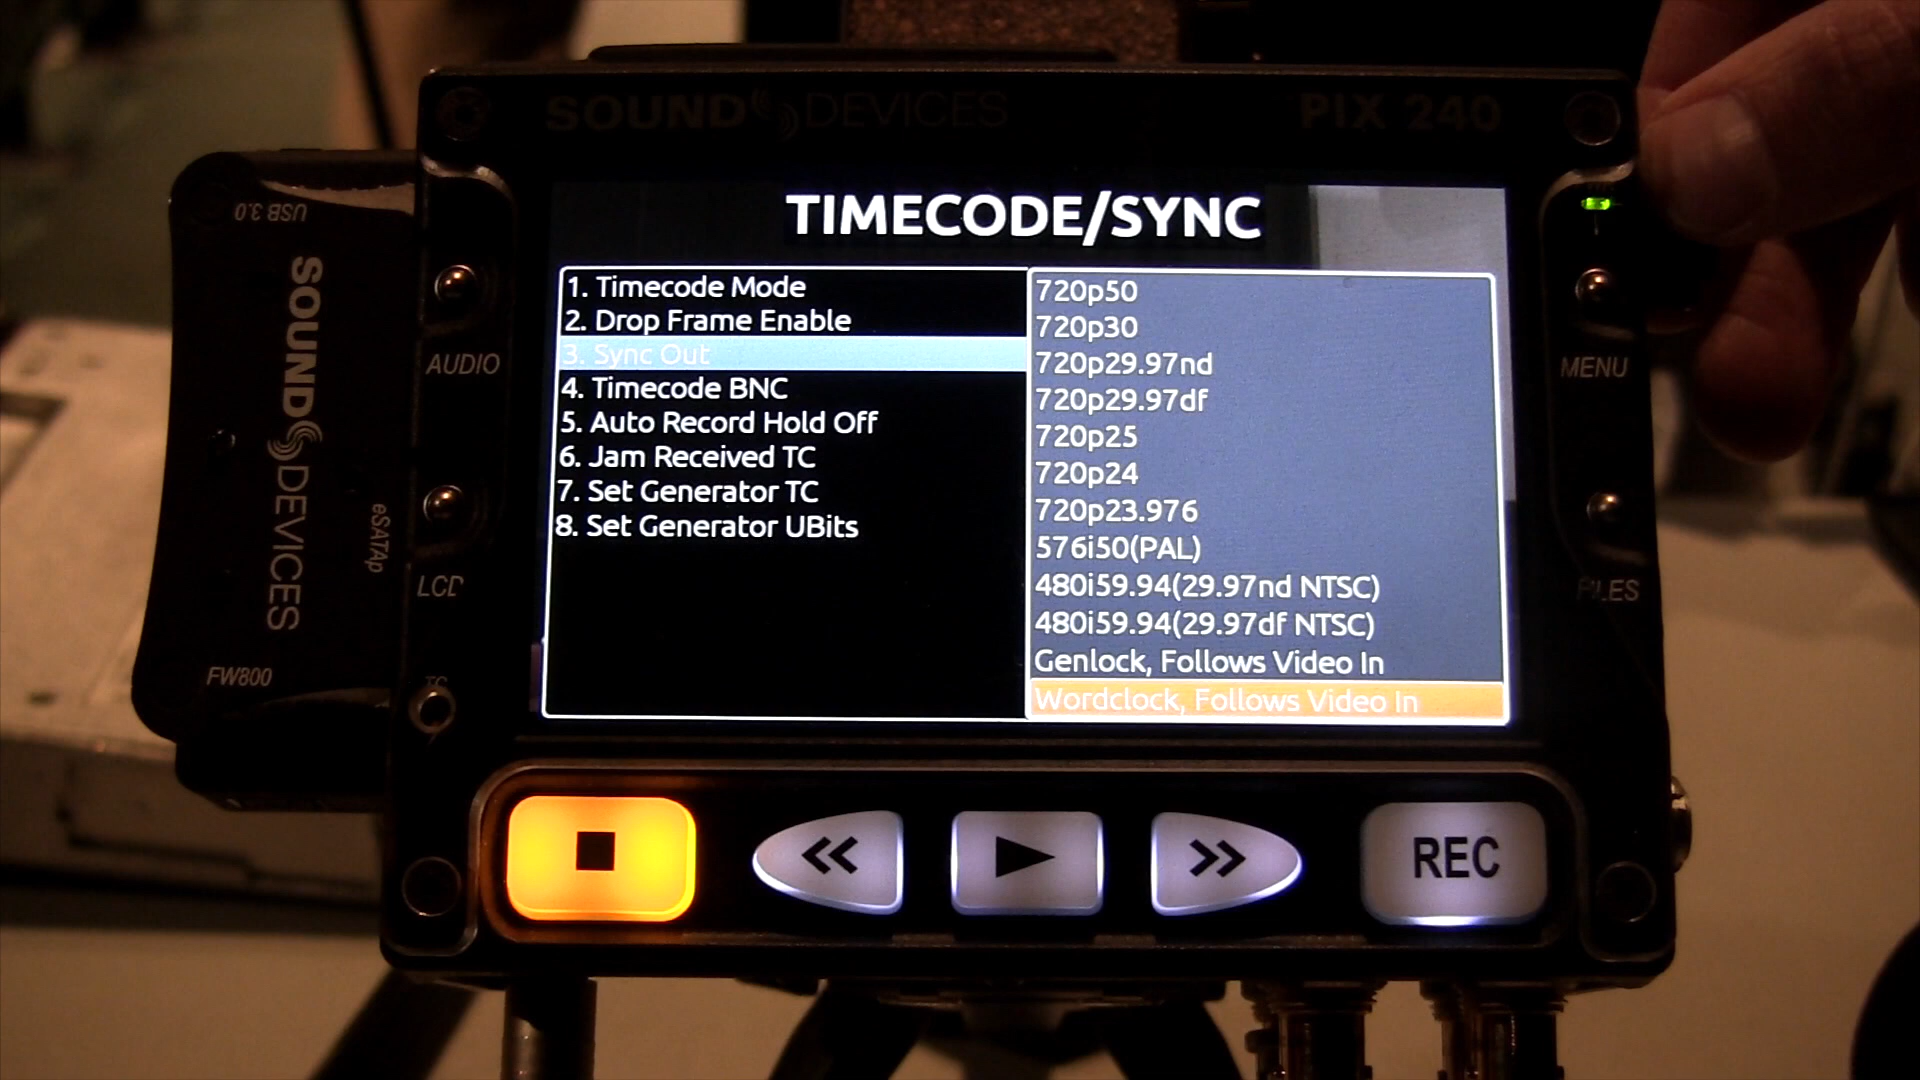 SOUND DEVICES
PIX 240
USB 3.0
SOUND DEVICES
eSATAp
FW800
AUDIO
LCD
TC
MENU
FILES
TIMECODE/SYNC
1. Timecode Mode
2. Drop Frame Enable
3. Sync Out
4. Timecode BNC
5. Auto Record Hold Off
6. Jam Received TC
7. Set Generator TC
8. Set Generator UBits
720p50
720p30
720p29.97nd
720p29.97df
720p25
720p24
720p23.976
576i50(PAL)
480i59.94(29.97nd NTSC)
480i59.94(29.97df NTSC)
Genlock, Follows Video In
Wordclock, Follows Video In
REC